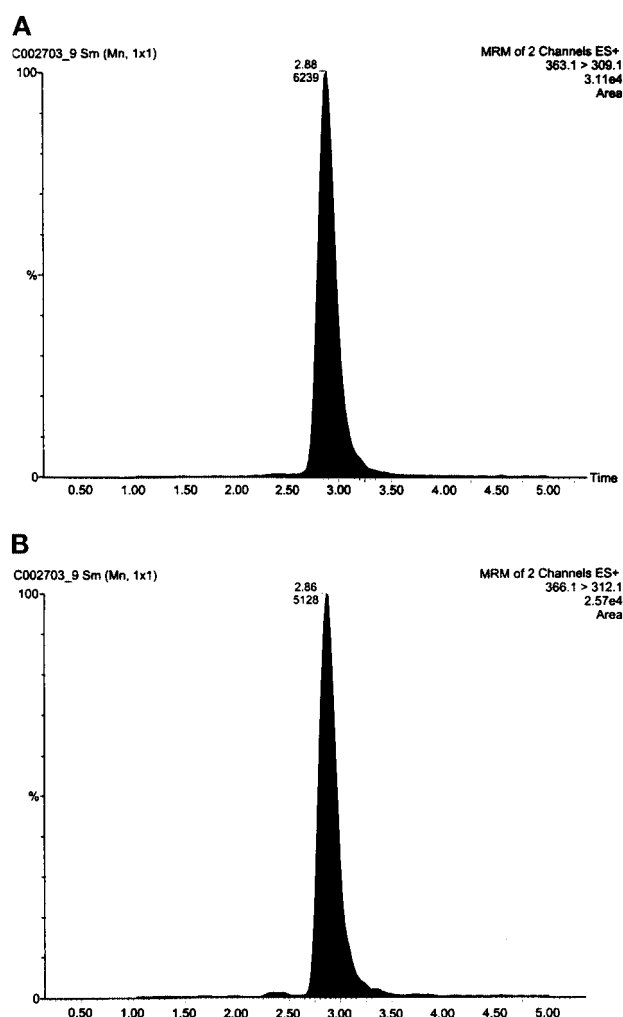 A
C002703_9 Sm (Mn, 1x1)
MRM of 2 Channels ES+
363.1 > 309.1
3.11e4
Area
2.88
6239
100
%
0
0.50 1.00 1.50 2.00 2.50 3.00 3.50 4.00 4.50 5.00
Time
B
C002703_9 Sm (Mn, 1x1)
MRM of 2 Channels ES+
366.1 > 312.1
2.57e4
Area
2.86
5128
100
%
0
0.50 1.00 1.50 2.00 2.50 3.00 3.50 4.00 4.50 5.00